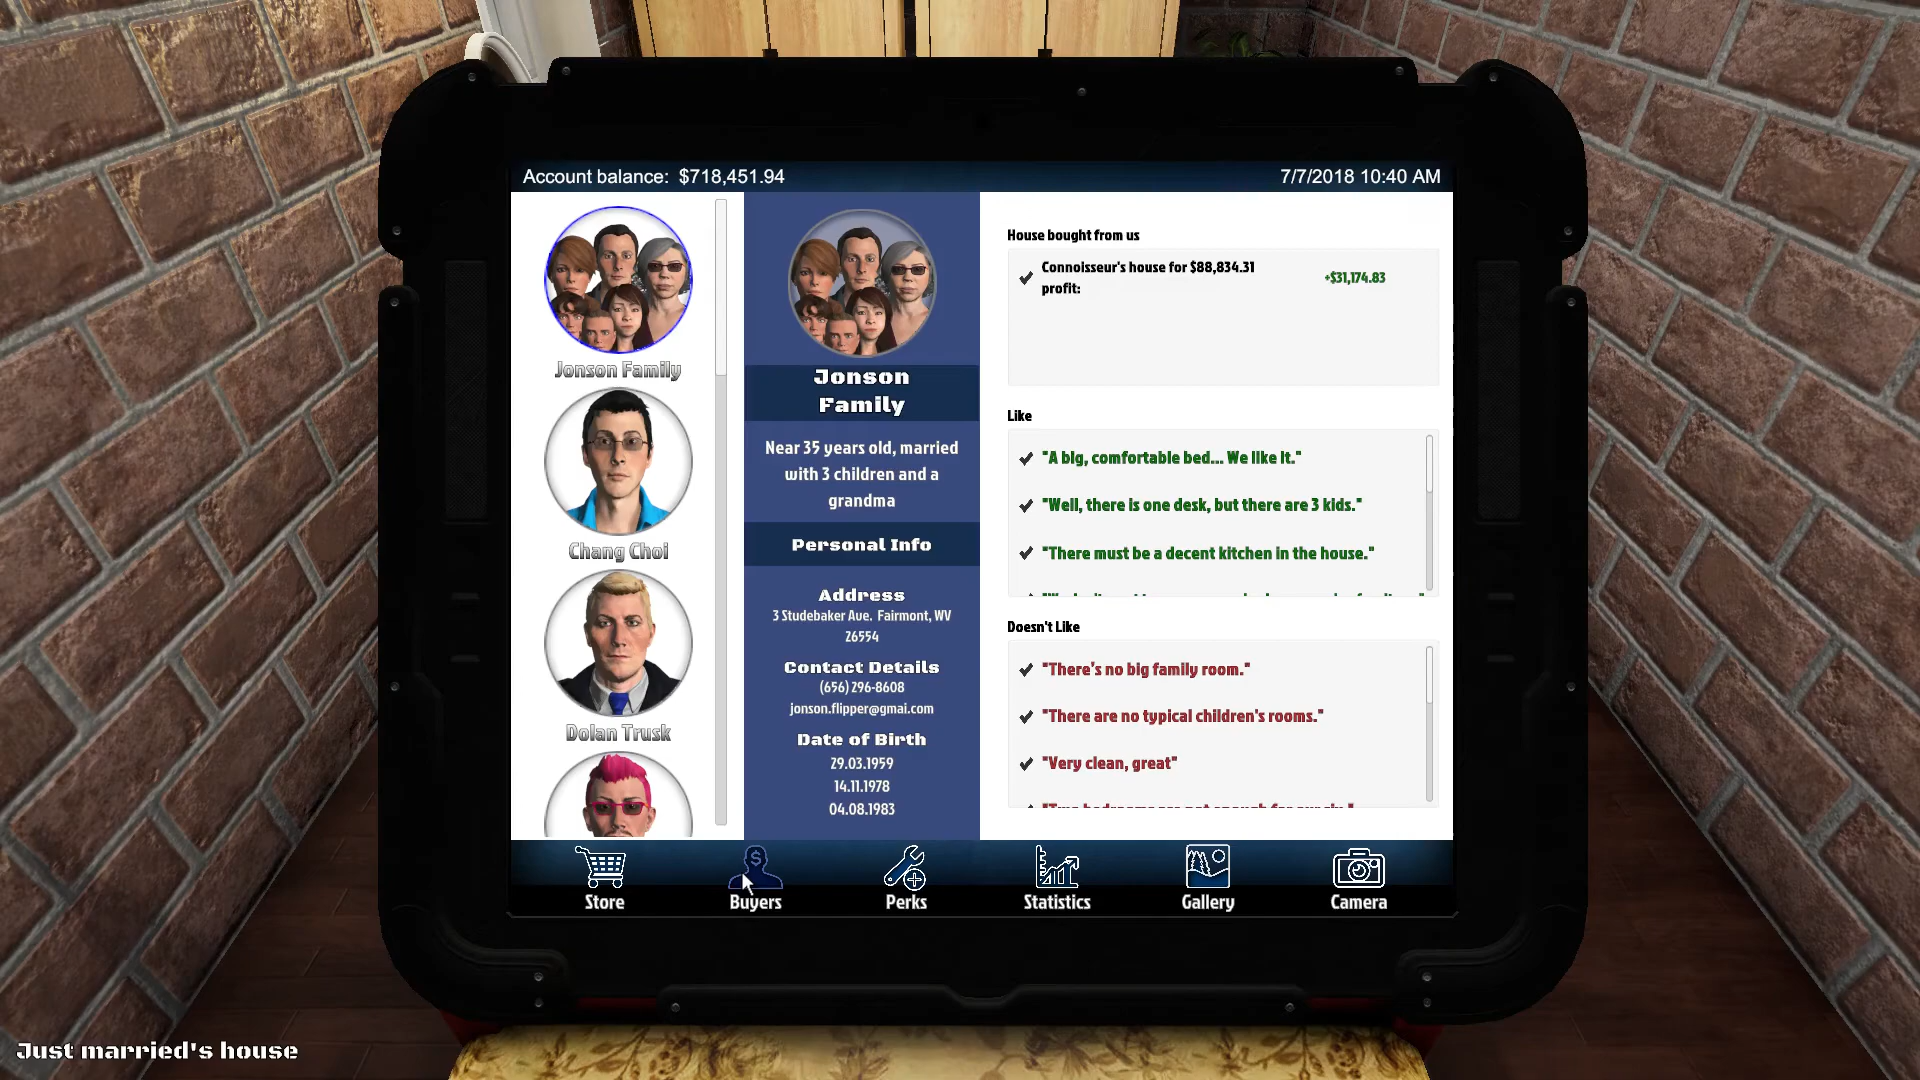 Account balance: $718,451.94
7/7/2018 10:40 AM
Jonson Family
Chang Choi
Dolan Trusk
Jonson
Family
Near 35 years old, married
with 3 children and a
grandma
Personal Info
Address
3 Studebaker Ave. Fairmont, WV
26554
Contact Details
(656) 296-8608
jonson.flipper@gmai.com
Date of Birth
29.03.1959
14.11.1978
04.08.1983
House bought from us
Connoisseur's house for $88,834.31
profit:
+$31,174.83
Like
"A big, comfortable bed... We like it."
"Well, there is one desk, but there are 3 kids."
"There must be a decent kitchen in the house."
Doesn't Like
"There's no big family room."
"There are no typical children's rooms."
"Very clean, great"
Store
Buyers
Perks
Statistics
Gallery
Camera
Just married's house